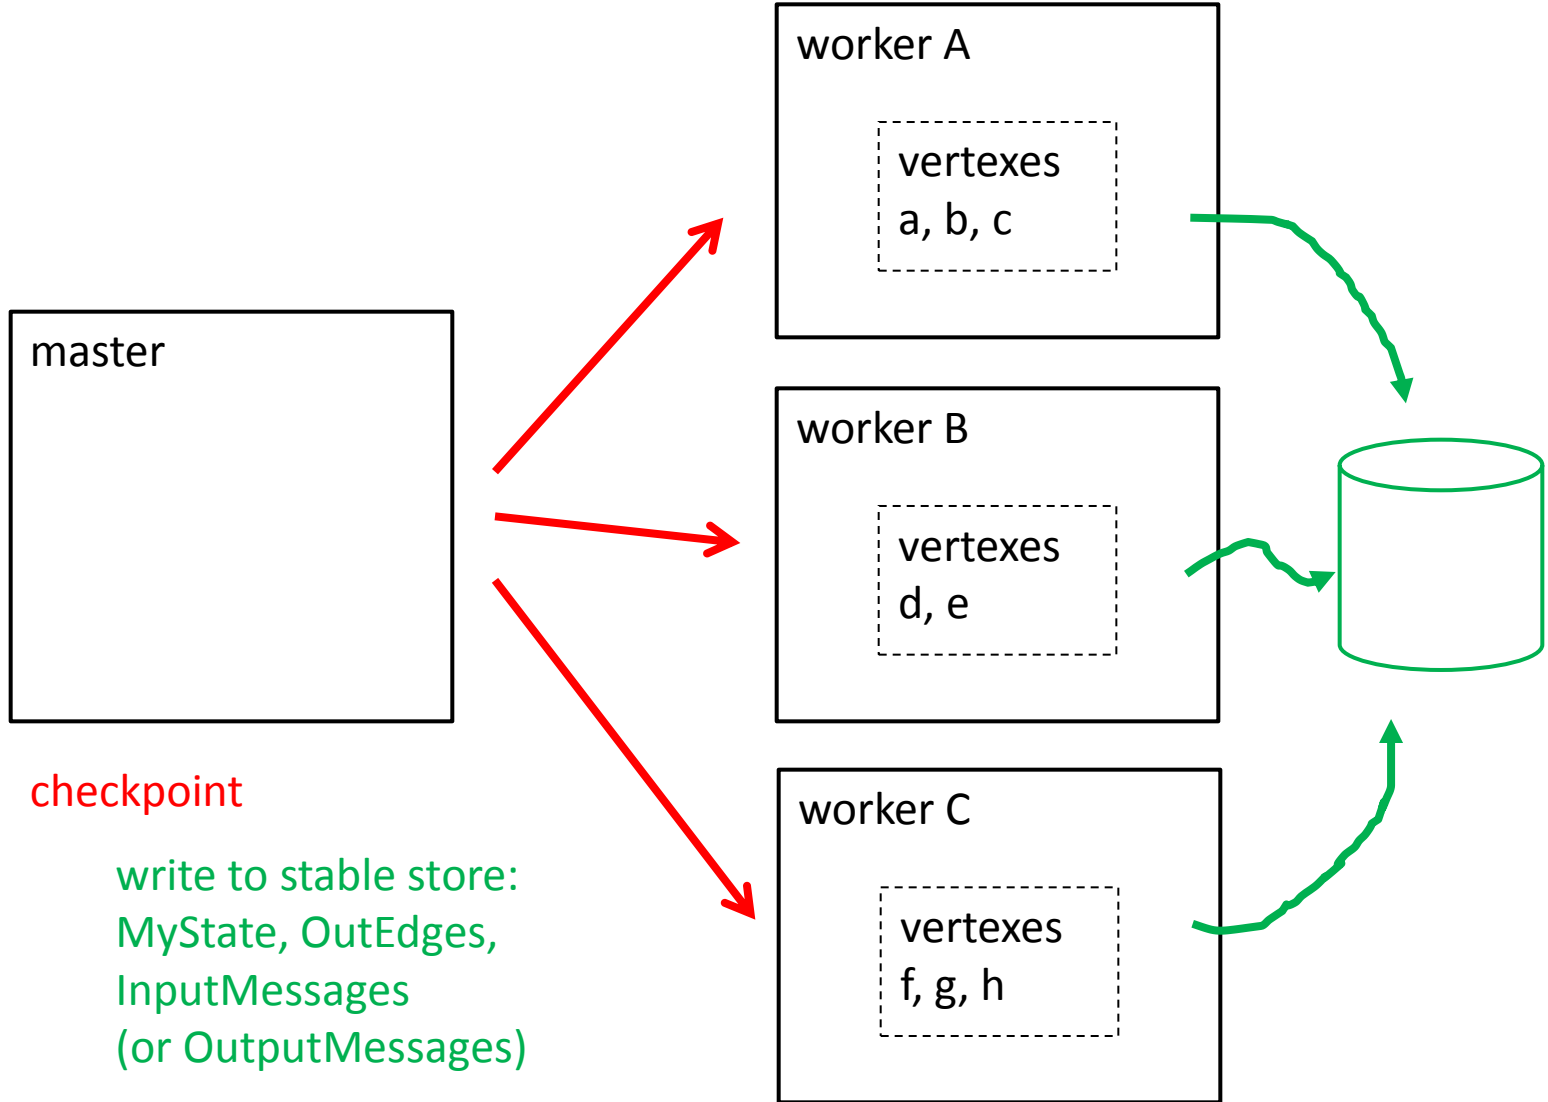 worker A
vertexes
a, b, c
master
worker B
vertexes
d, e
checkpoint
write to stable store:
MyState, OutEdges,
InputMessages
(or OutputMessages)
worker C
vertexes
f, g, h